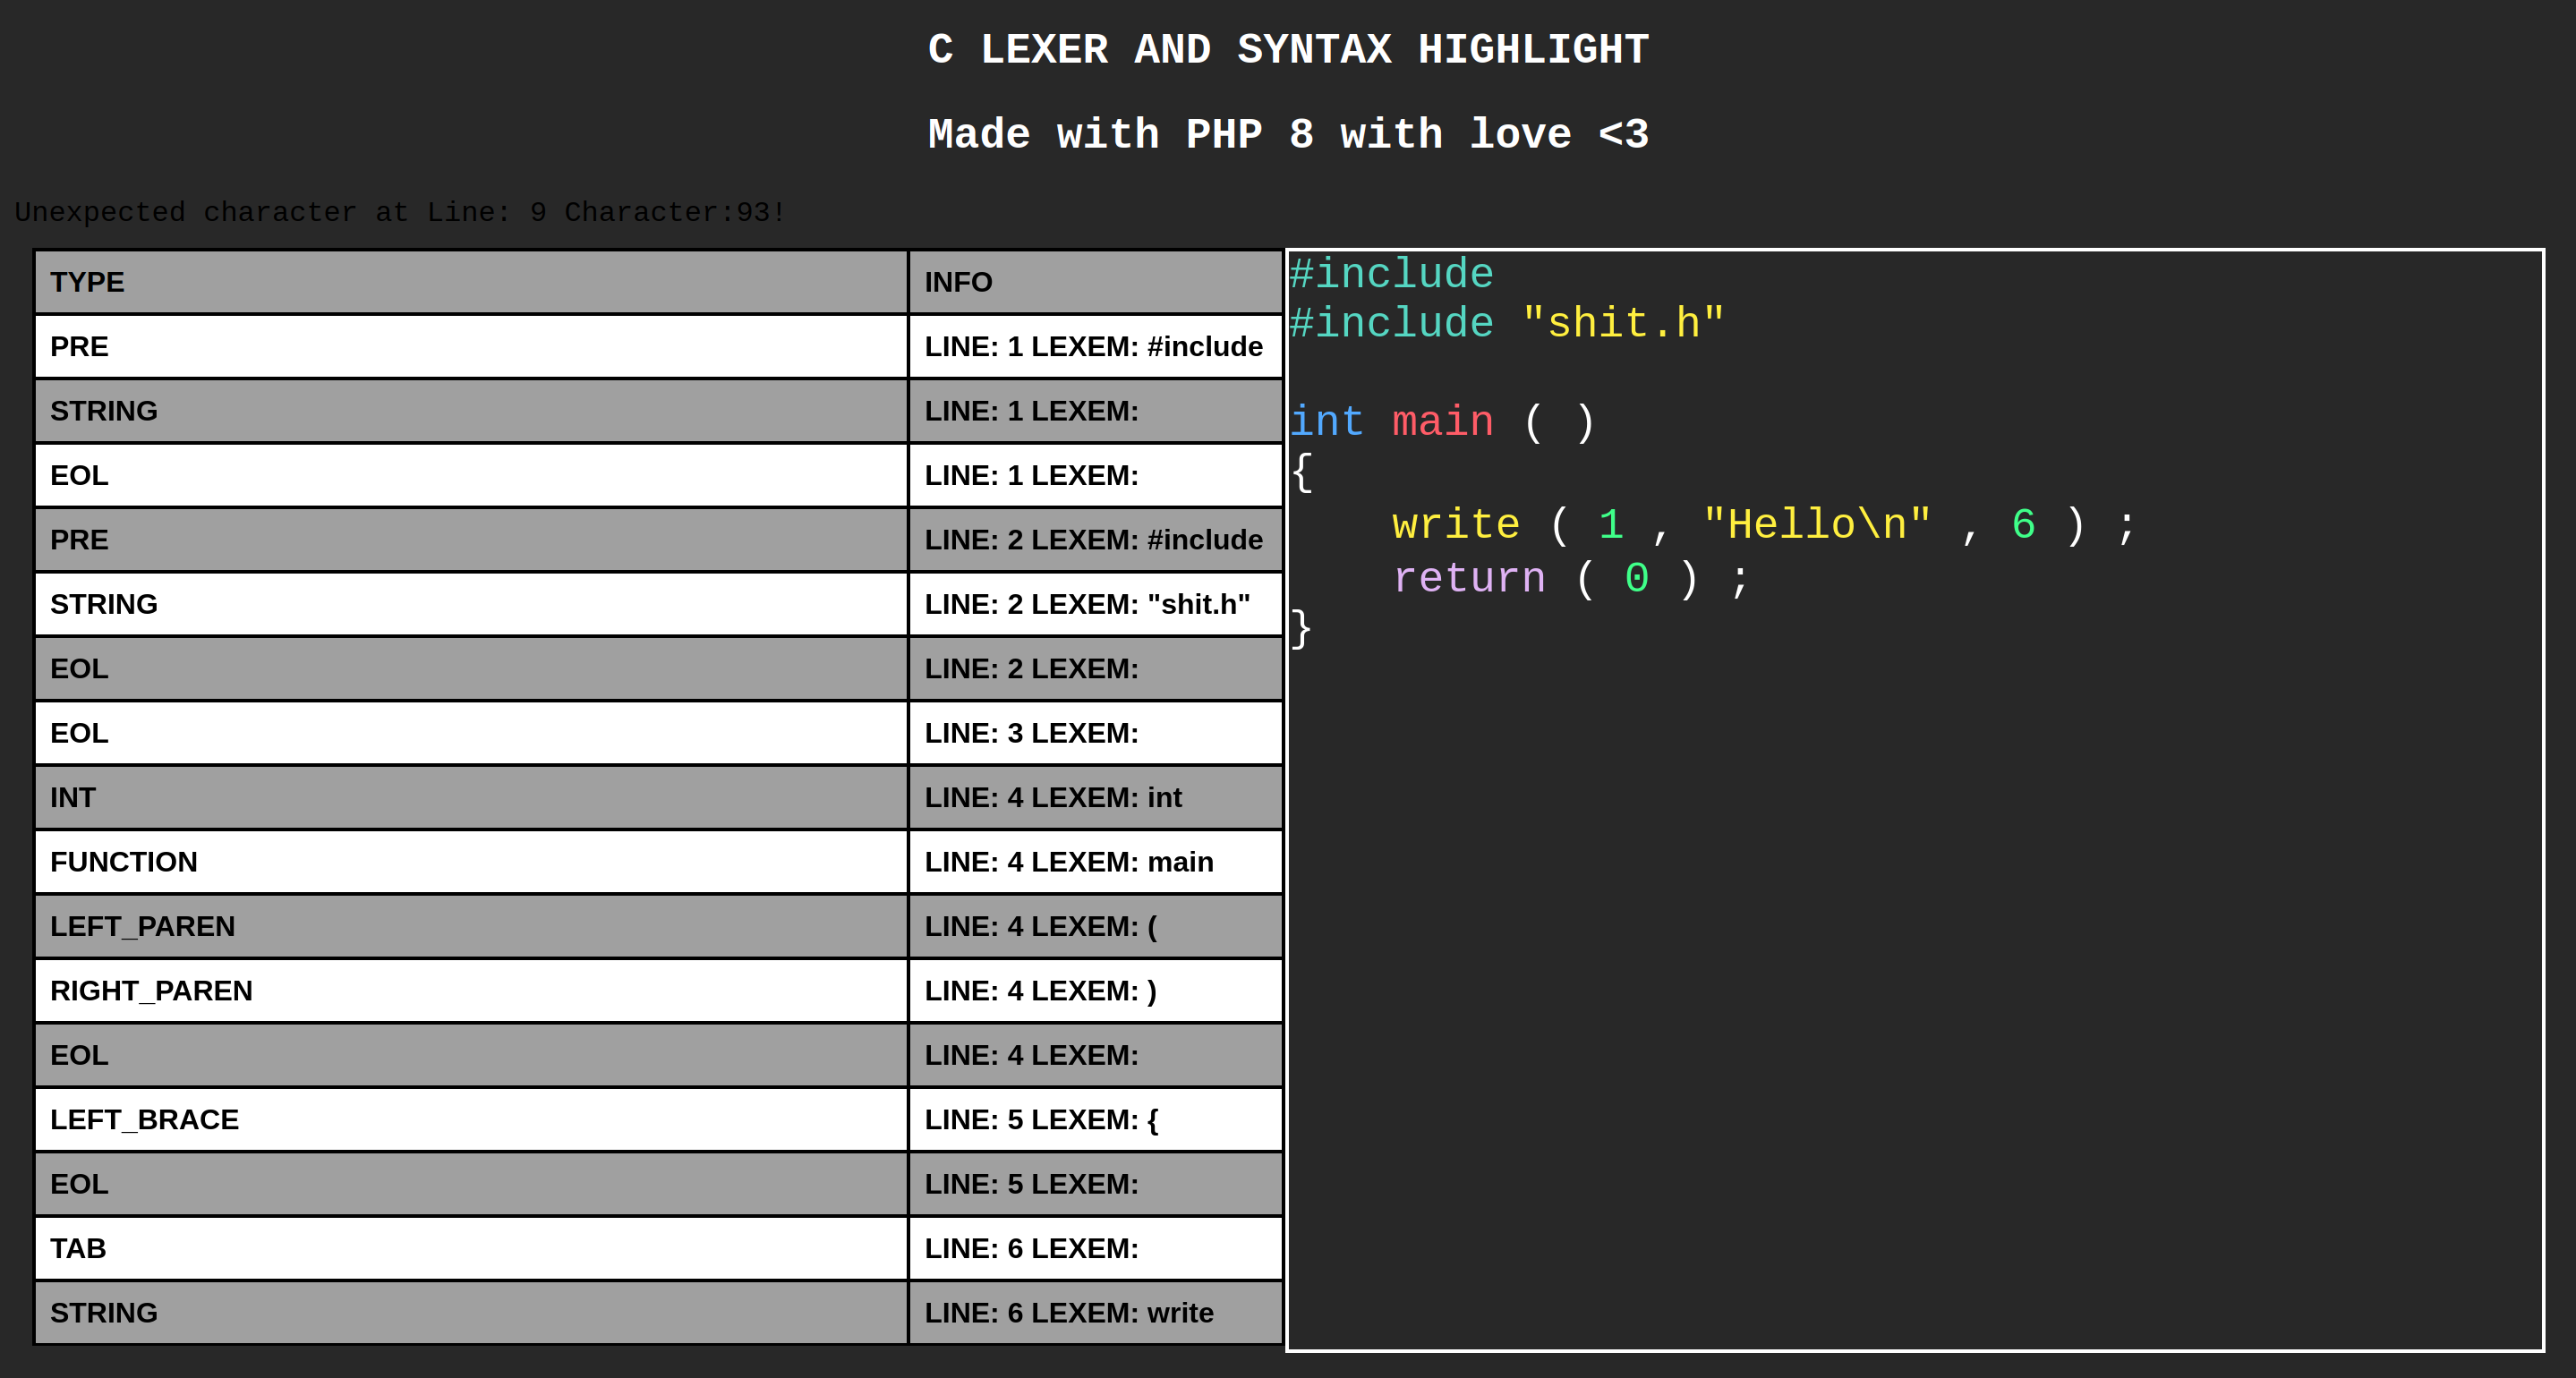 C LEXER AND SYNTAX HIGHLIGHT
Made with PHP 8 with love <3
Unexpected character at Line: 9 Character:93!
TYPE INFO
PRE LINE: 1 LEXEM: #include
STRING LINE: 1 LEXEM:
EOL LINE: 1 LEXEM:
PRE LINE: 2 LEXEM: #include
STRING LINE: 2 LEXEM: "shit.h"
EOL LINE: 2 LEXEM:
EOL LINE: 3 LEXEM:
INT LINE: 4 LEXEM: int
FUNCTION LINE: 4 LEXEM: main
LEFT_PAREN LINE: 4 LEXEM: (
RIGHT_PAREN LINE: 4 LEXEM: )
EOL LINE: 4 LEXEM:
LEFT_BRACE LINE: 5 LEXEM: {
EOL LINE: 5 LEXEM:
TAB LINE: 6 LEXEM:
STRING LINE: 6 LEXEM: write
#include
#include "shit.h"
int main ( )
{
write ( 1 , "Hello\n" , 6 ) ;
return ( 0 ) ;
}